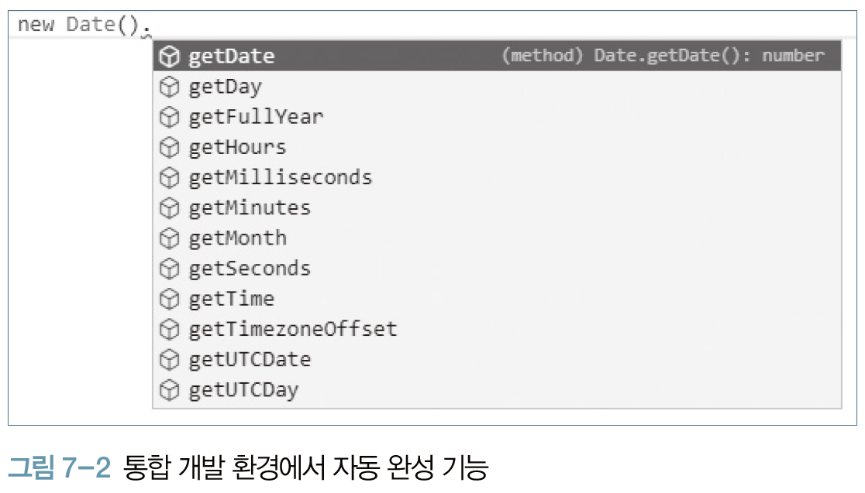 new Date().
getDate (method) Date.getDate(): number
getDay
getFullYear
getHours
getMilliseconds
getMinutes
getMonth
getSeconds
getTime
getTimezoneOffset
getUTCDate
getUTCDay
그림 7-2 통합 개발 환경에서 자동 완성 기능